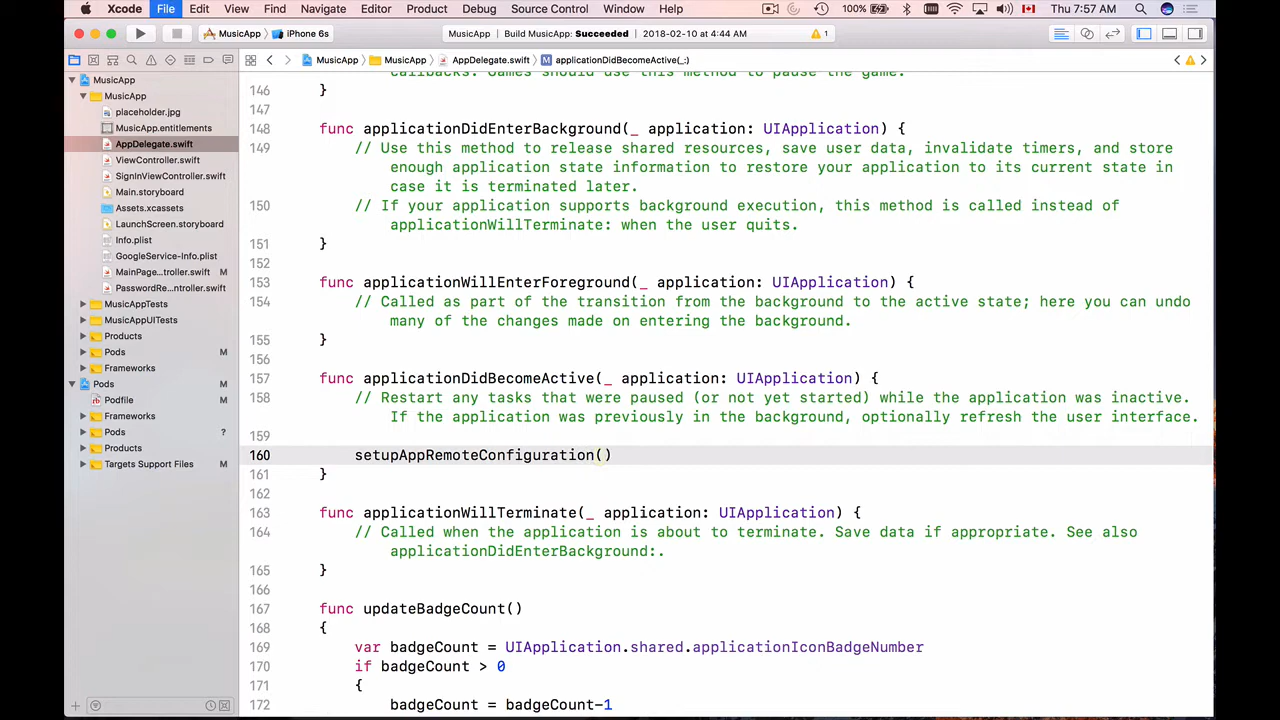 Xcode File Edit View Find Navigate Editor Product Debug Source Control Window Help 100% Thu 7:57 AM
MusicApp iPhone 6s MusicApp | Build MusicApp: Succeeded | 2018-02-10 at 4:44 AM 1
MusicApp MusicApp AppDelegate.swift M applicationDidBecomeActive(_:)
MusicApp
MusicApp
placeholder.jpg
MusicApp.entitlements
AppDelegate.swift
ViewController.swift
SignInViewController.swift
Main.storyboard
Assets.xcassets
LaunchScreen.storyboard
Info.plist
GoogleService-Info.plist
MainPage...troller.swift M
PasswordRe...ntroller.swift
MusicAppTests
MusicAppUITests
Products
Pods M
Frameworks
Pods M
Podfile
Frameworks
Pods ?
Products
Targets Support Files M
callbacks. Games should use this method to pause the game.
146 }
147
148 func applicationDidEnterBackground(_ application: UIApplication) {
149 // Use this method to release shared resources, save user data, invalidate timers, and store
enough application state information to restore your application to its current state in
case it is terminated later.
150 // If your application supports background execution, this method is called instead of
applicationWillTerminate: when the user quits.
151 }
152
153 func applicationWillEnterForeground(_ application: UIApplication) {
154 // Called as part of the transition from the background to the active state; here you can undo
many of the changes made on entering the background.
155 }
156
157 func applicationDidBecomeActive(_ application: UIApplication) {
158 // Restart any tasks that were paused (or not yet started) while the application was inactive.
If the application was previously in the background, optionally refresh the user interface.
159
160 setupAppRemoteConfiguration()
161 }
162
163 func applicationWillTerminate(_ application: UIApplication) {
164 // Called when the application is about to terminate. Save data if appropriate. See also
applicationDidEnterBackground:.
165 }
166
167 func updateBadgeCount()
168 {
169 var badgeCount = UIApplication.shared.applicationIconBadgeNumber
170 if badgeCount > 0
171 {
172 badgeCount = badgeCount-1